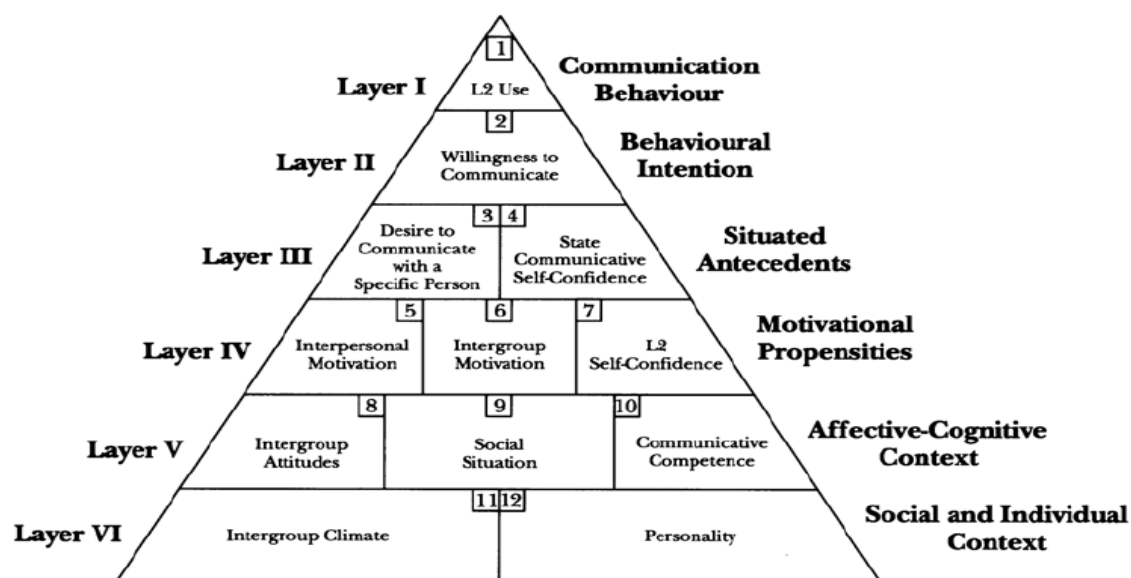 1
Layer I
L2 Use
Communication
Behaviour
2
Layer II
Willingness to
Communicate
Behavioural
Intention
3 4
Layer III
Desire to
Communicate
with a
Specific Person
State
Communicative
Self-Confidence
Situated
Antecedents
5 6 7
Layer IV
Interpersonal
Motivation
Intergroup
Motivation
L2
Self-Confidence
Motivational
Propensities
8 9 10
Layer V
Intergroup
Attitudes
Social
Situation
Communicative
Competence
Affective-Cognitive
Context
11 12
Layer VI
Intergroup Climate
Personality
Social and Individual
Context